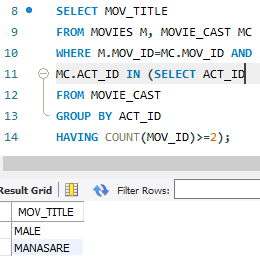 8 SELECT MOV_TITLE
9 FROM MOVIES M, MOVIE_CAST MC
10 WHERE M.MOV_ID=MC.MOV_ID AND
11 MC.ACT_ID IN (SELECT ACT_ID
12 FROM MOVIE_CAST
13 GROUP BY ACT_ID
14 HAVING COUNT(MOV_ID)>=2);
Result Grid Filter Rows:
MOV_TITLE
MALE
MANASARE